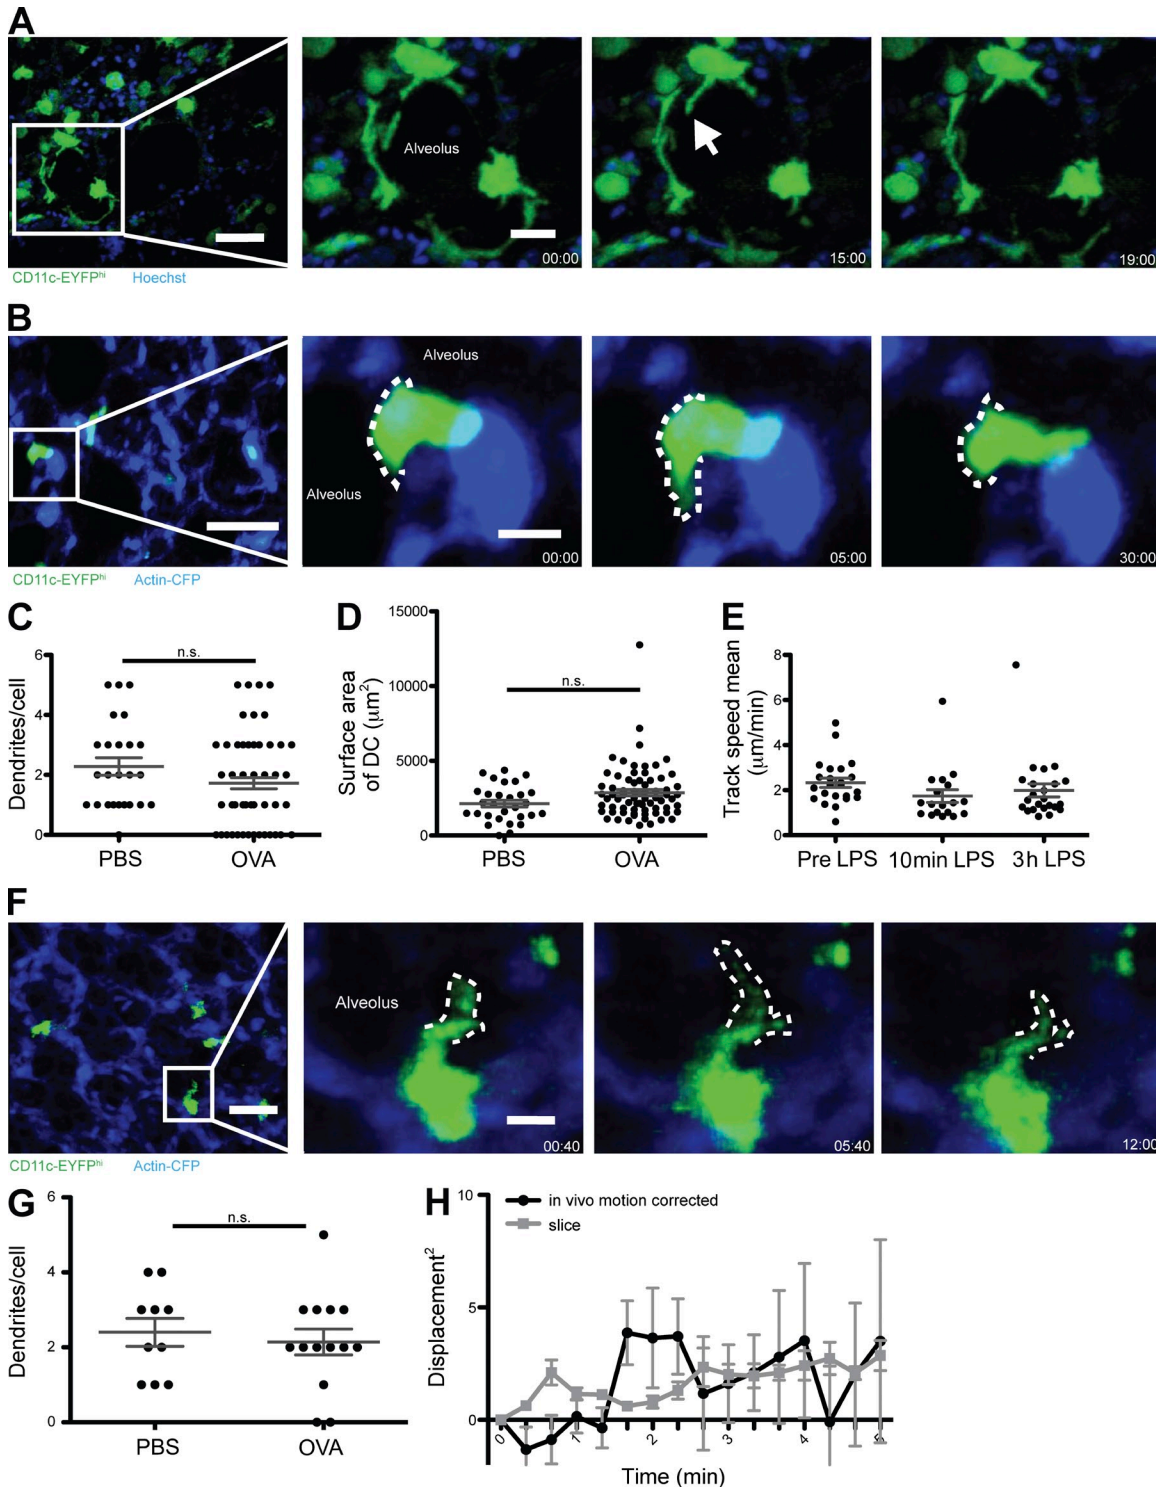 A
Alveolus
00:00
15:00
19:00
CD11c-EYFPhi Hoechst
B
Alveolus
Alveolus
00:00
05:00
30:00
CD11c-EYFPhi Actin-CFP
C
Dendrites/cell
6
4
2
0
n.s.
PBS
OVA
D
Surface area
of DC (μm²)
15000
10000
5000
0
n.s.
PBS
OVA
E
Track speed mean
(μm/min)
8
6
4
2
0
Pre LPS
10min LPS
3h LPS
F
Alveolus
00:40
05:40
12:00
CD11c-EYFPhi Actin-CFP
G
Dendrites/cell
6
4
2
0
n.s.
PBS
OVA
H
in vivo motion corrected
slice
Displacement²
10
5
0
0 1 2 3 4 5
Time (min)